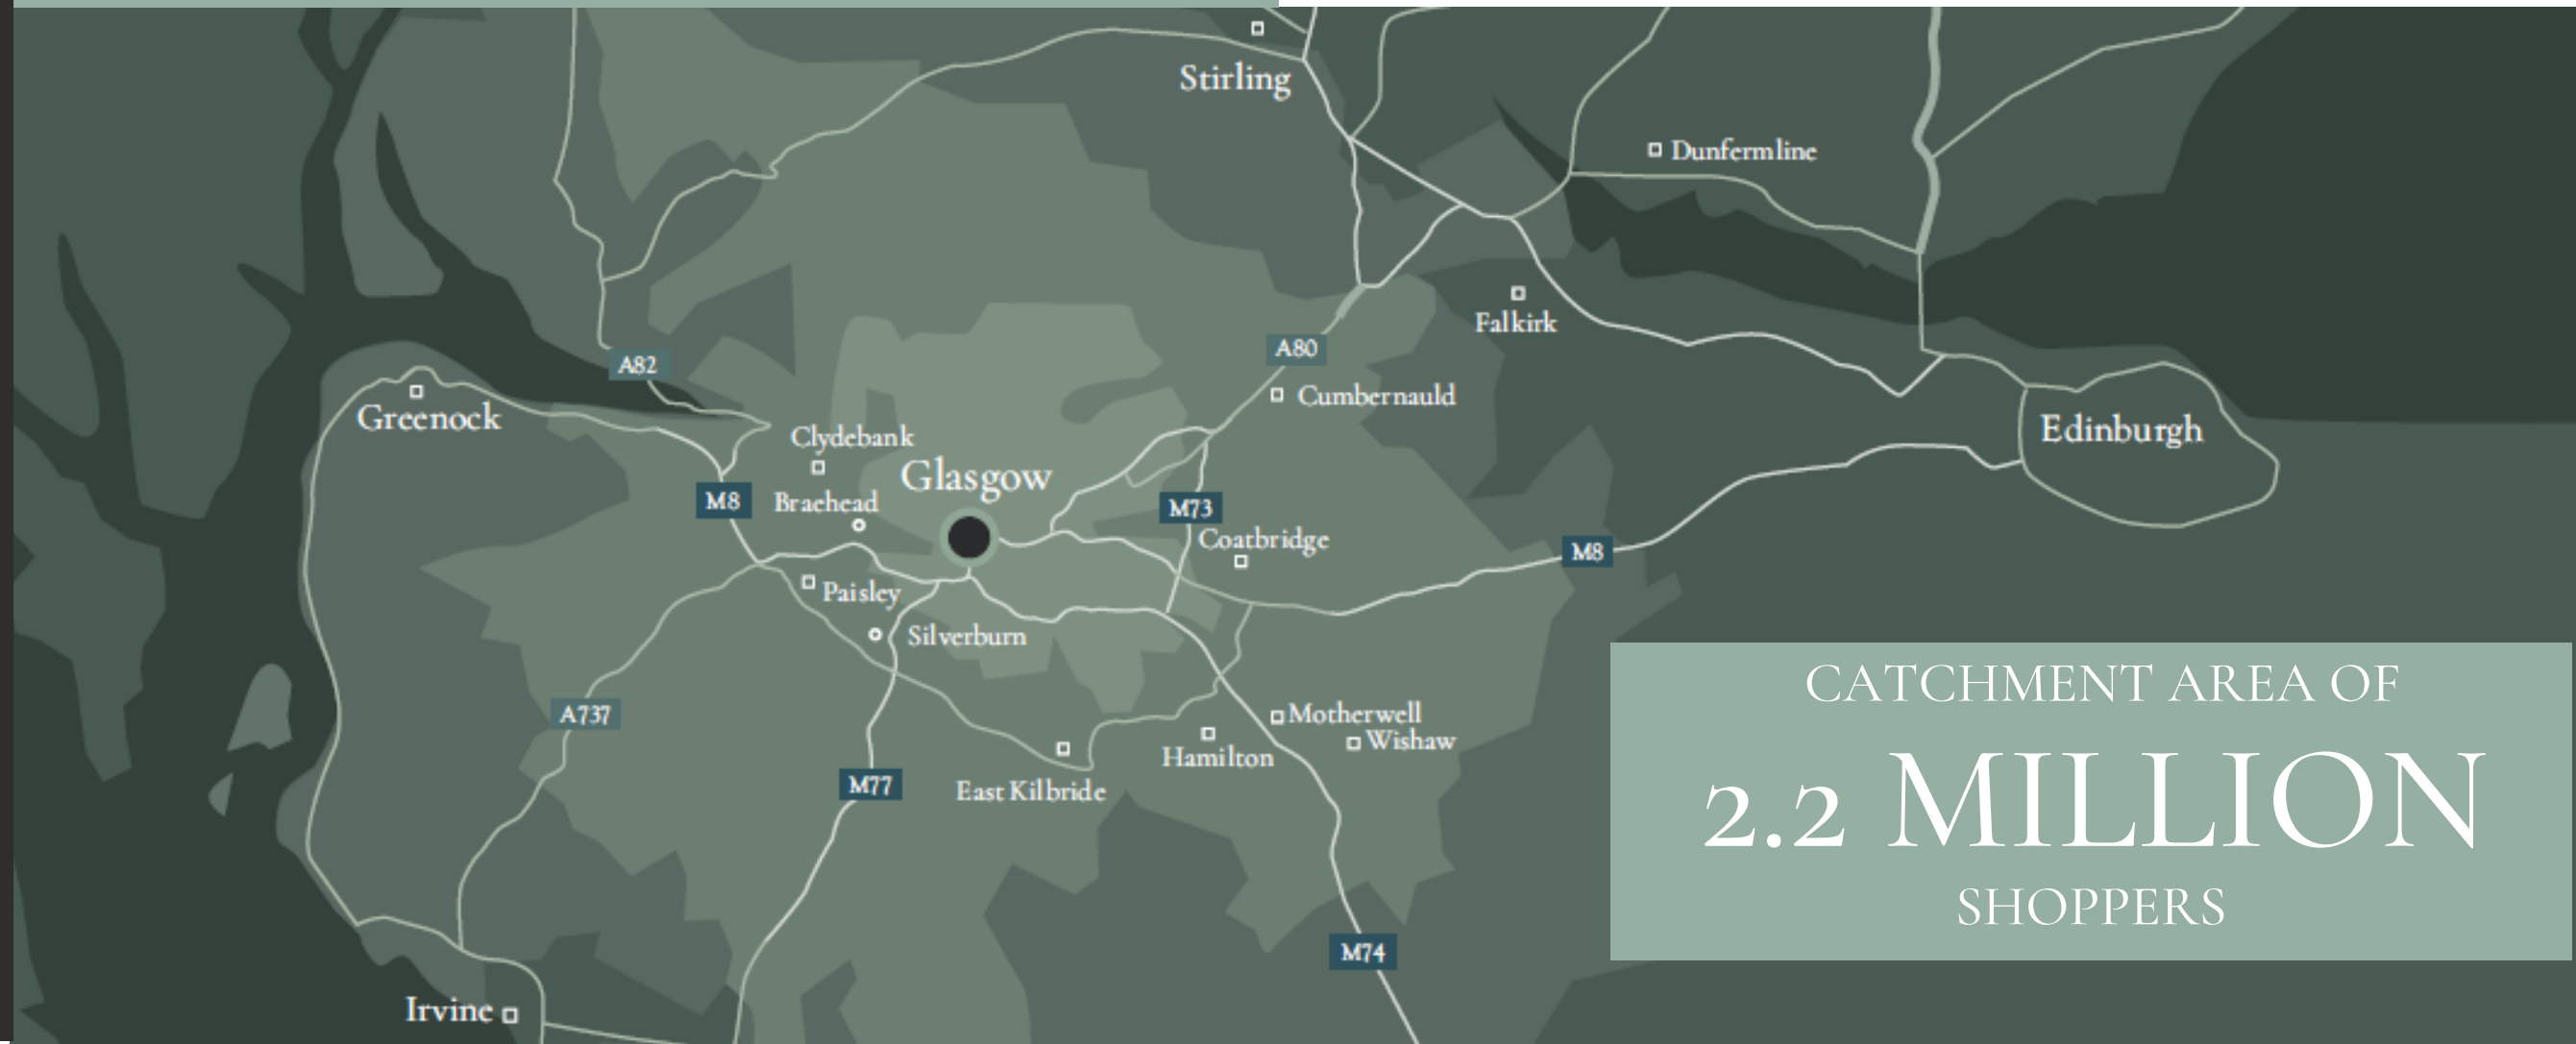 Stirling
Dunfermline
Falkirk
A80
A82
Cumbernauld
Greenock
Edinburgh
Clydebank
Glasgow
M8
Braehead
M73
Coatbridge
M8
Paisley
Silverburn
CATCHMENT AREA OF
2.2 MILLION
SHOPPERS
A737
Motherwell
Wishaw
Hamilton
M77
East Kilbride
M74
Irvine